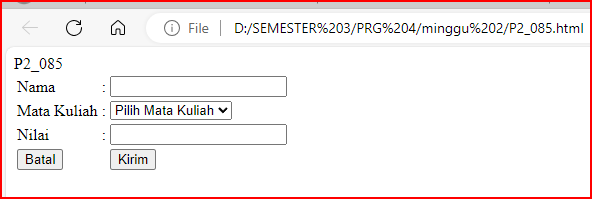 File D:/SEMESTER%203/PRG%204/minggu%202/P2_085.html
P2_085
Nama :
Mata Kuliah : Pilih Mata Kuliah
Nilai :
Batal Kirim